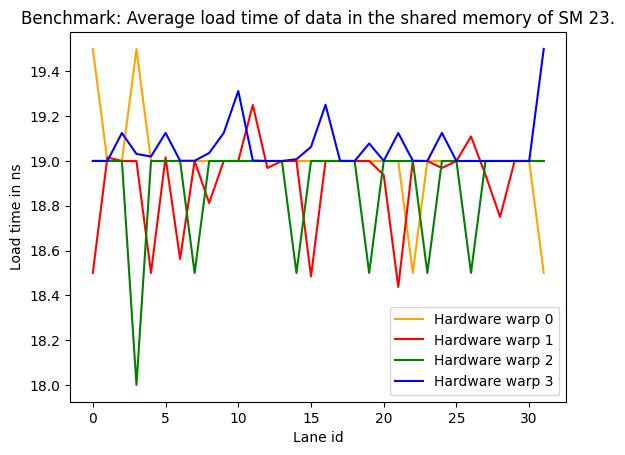 Benchmark: Average load time of data in the shared memory of SM 23.
Load time in ns
19.4
19.2
19.0
18.8
18.6
18.4
18.2
18.0
Hardware warp 0
Hardware warp 1
Hardware warp 2
Hardware warp 3
0 5 10 15 20 25 30
Lane id